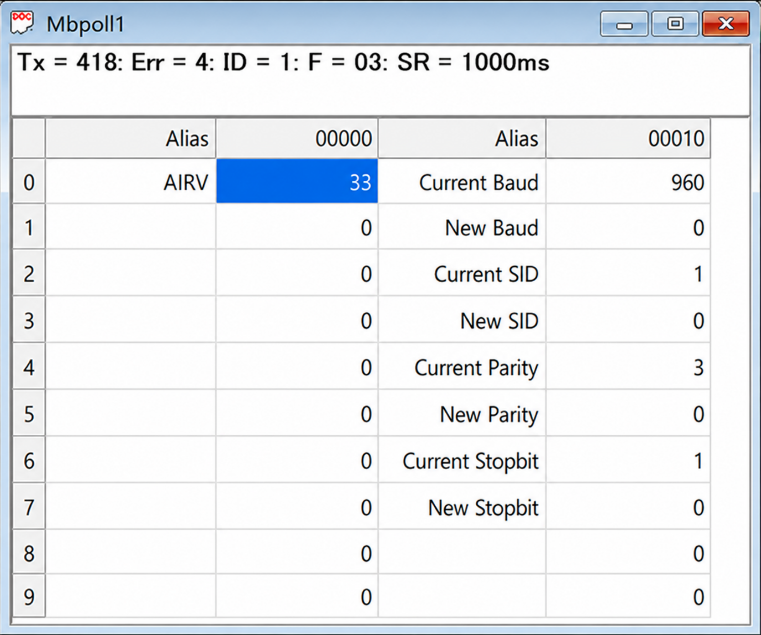 DOC Mbpoll1
Tx = 418: Err = 4: ID = 1: F = 03: SR = 1000ms
Alias 00000 Alias 00010
0 AIRV 33 Current Baud 960
1 0 New Baud 0
2 0 Current SID 1
3 0 New SID 0
4 0 Current Parity 3
5 0 New Parity 0
6 0 Current Stopbit 1
7 0 New Stopbit 0
8 0 0
9 0 0